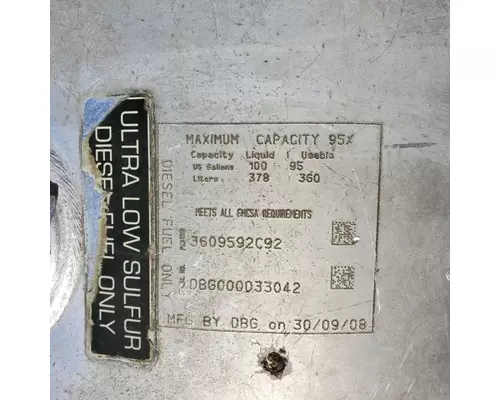 ULTRA LOW SULFUR
DIESEL FUEL ONLY
DIESEL FUEL ONLY
MAXIMUM CAPACITY 95%
Capacity Liquid Usable
US Gallons 100 95
Liters 378 360
MEETS ALL FMCSA REQUIREMENTS
3609592C92
DBG000033042
MFG BY DBG on 30/09/08